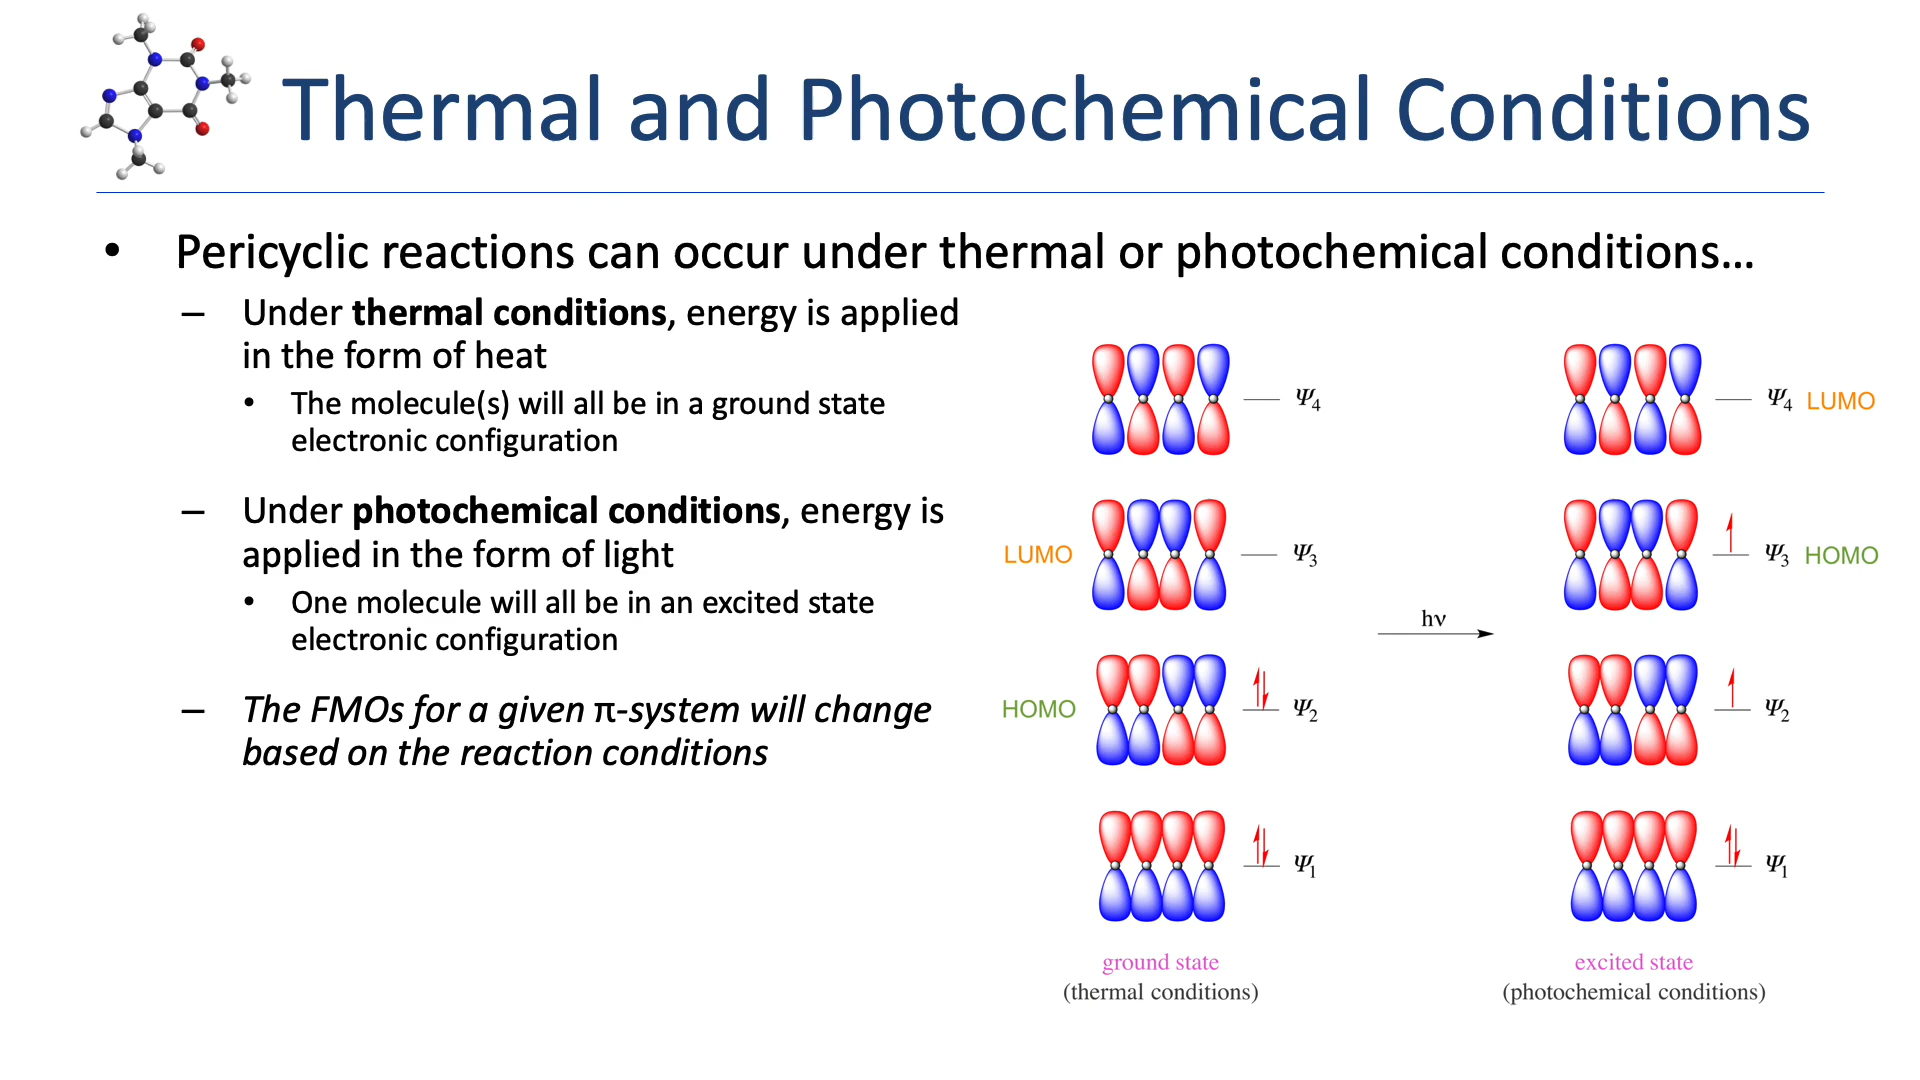 Thermal and Photochemical Conditions
• Pericyclic reactions can occur under thermal or photochemical conditions…
– Under thermal conditions, energy is applied
in the form of heat
• The molecule(s) will all be in a ground state
electronic configuration
– Under photochemical conditions, energy is
applied in the form of light
• One molecule will all be in an excited state
electronic configuration
– The FMOs for a given π-system will change
based on the reaction conditions
Ψ4
LUMO Ψ3
HOMO Ψ2
Ψ1
ground state
(thermal conditions)
hν
Ψ4 LUMO
Ψ3 HOMO
Ψ2
Ψ1
excited state
(photochemical conditions)